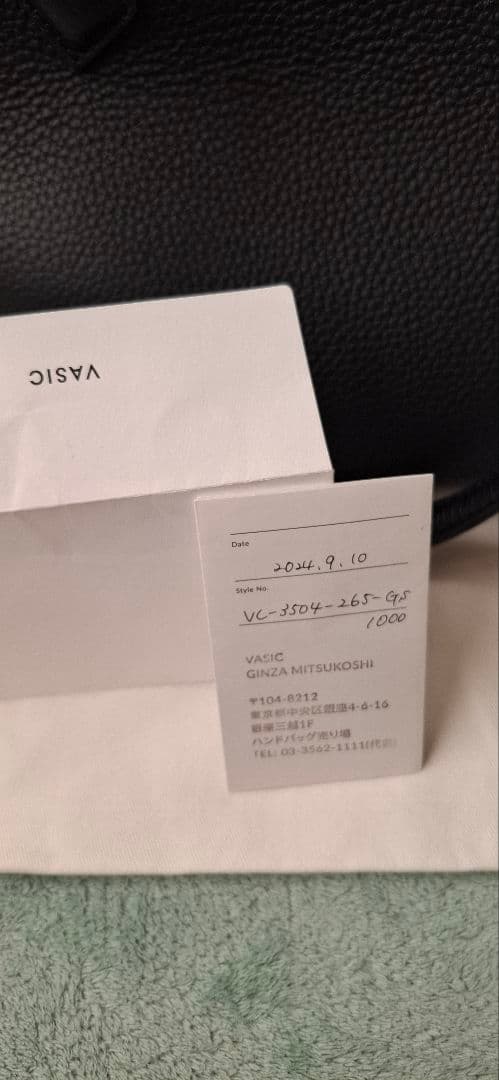 VASIC
Date
2024.9.10
Style No.
VC-3504-265-GS
1000
VASIC
GINZA MITSUKOSHI
〒104-8212
東京都中央区銀座4-6-16
銀座三越1F
ハンドバッグ売り場
TEL: 03-3562-1111(代表)